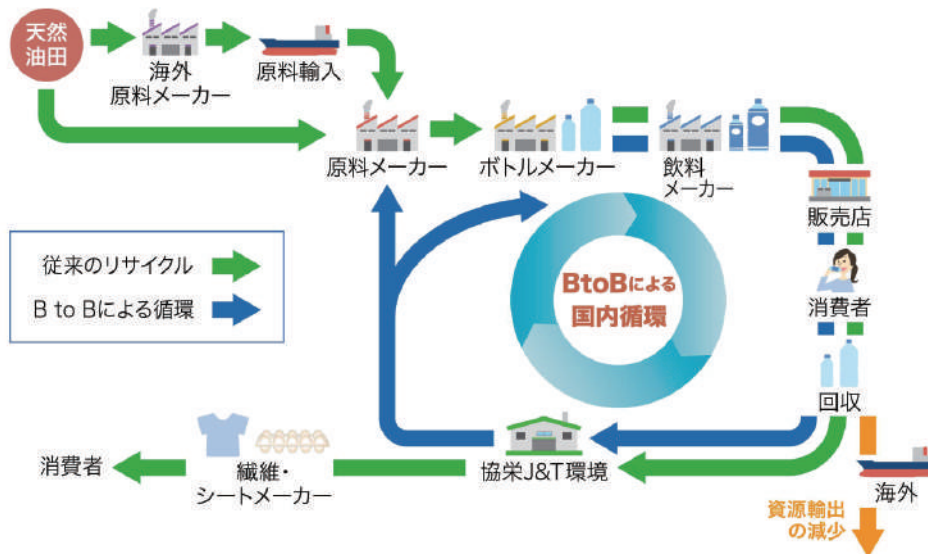 天然
油田
海外
原料メーカー
原料輸入
原料メーカー
ボトルメーカー
飲料
メーカー
販売店
従来のリサイクル
B to Bによる循環
BtoBによる
国内循環
消費者
回収
消費者
繊維・
シートメーカー
協栄J&T環境
海外
資源輸出
の減少